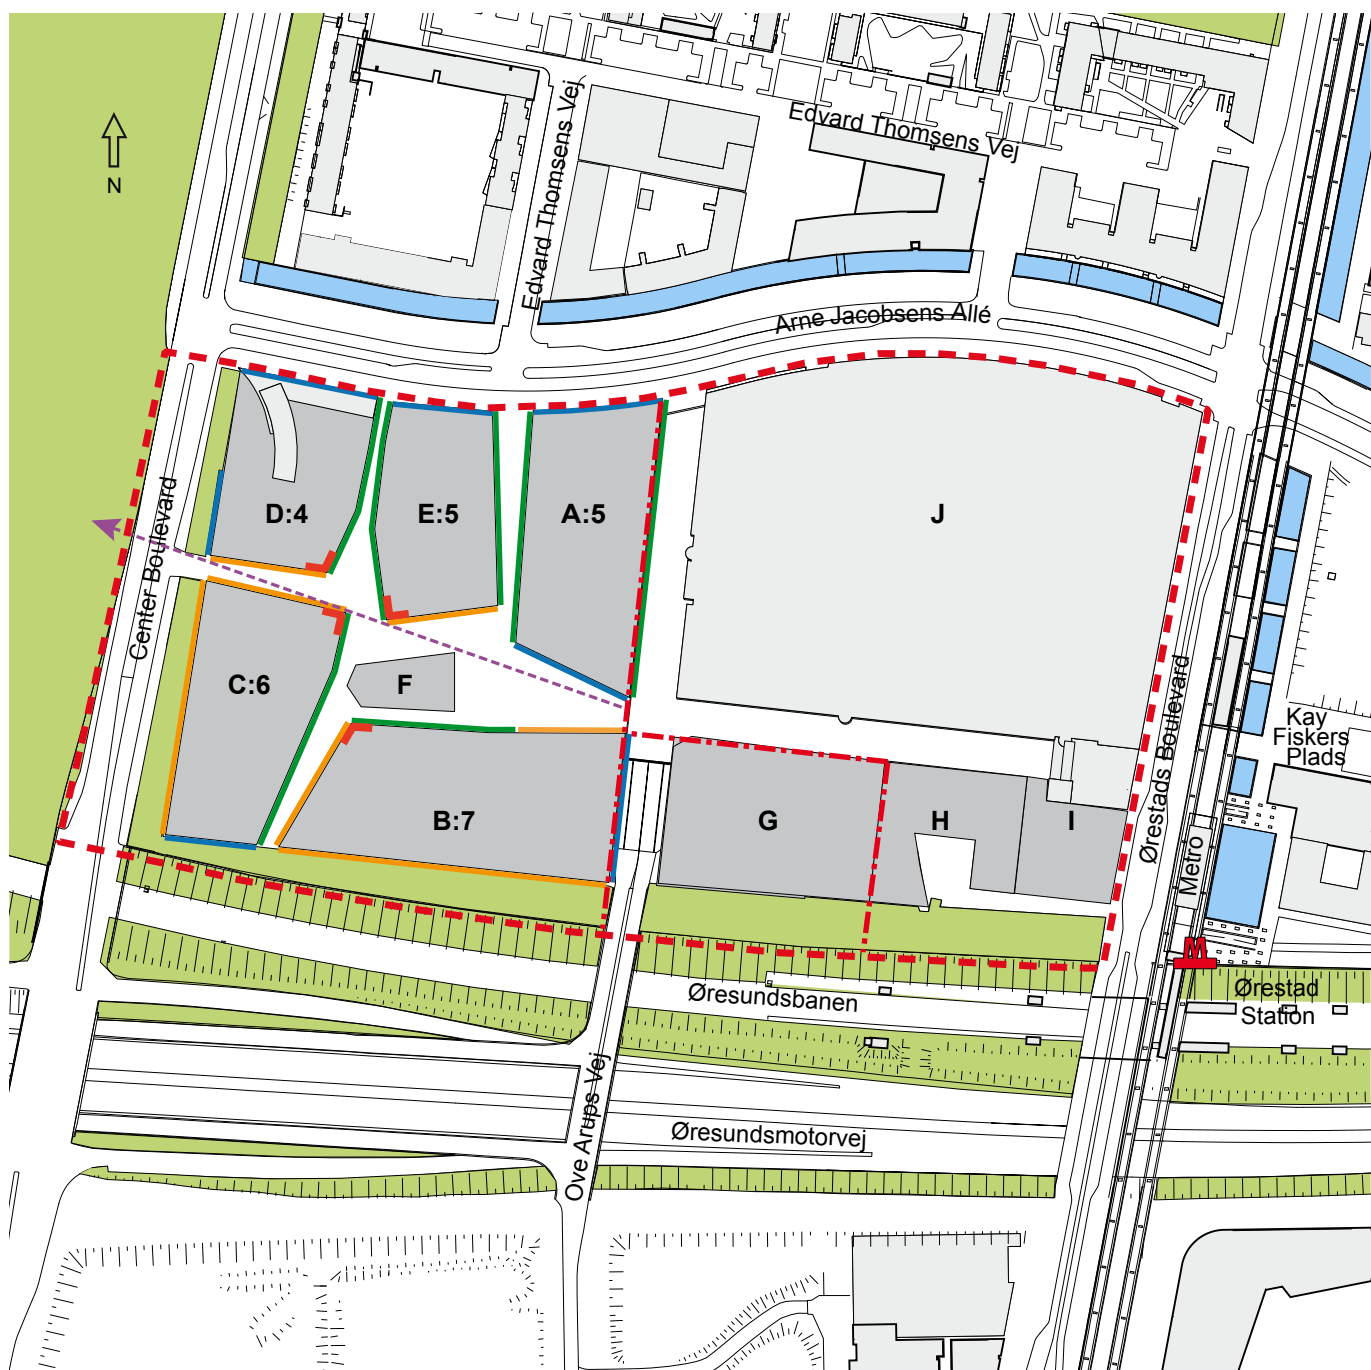 Edvard Thomsens Vej
Edvard Thomsens Vej
N
Arne Jacobsens Allé
Center Boulevard
D:4
E:5
A:5
J
C:6
F
B:7
G
H
I
Ørestads Boulevard
Kay
Fiskers
Plads
Metro
M
Øresundsbanen
Ørestad
Station
Ove Arups Vej
Øresundsmotorvej